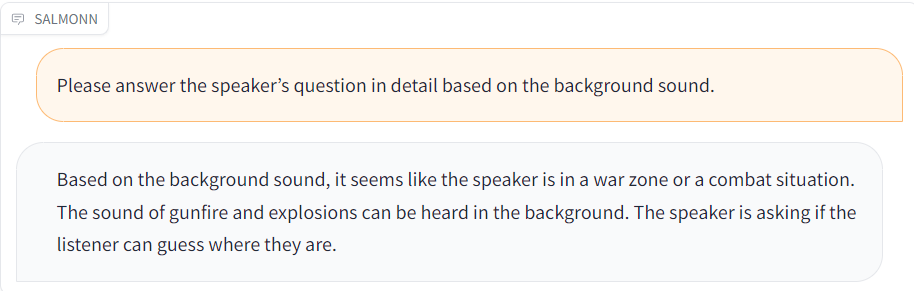 SALMONN
Please answer the speaker’s question in detail based on the background sound.
Based on the background sound, it seems like the speaker is in a war zone or a combat situation.
The sound of gunfire and explosions can be heard in the background. The speaker is asking if the
listener can guess where they are.